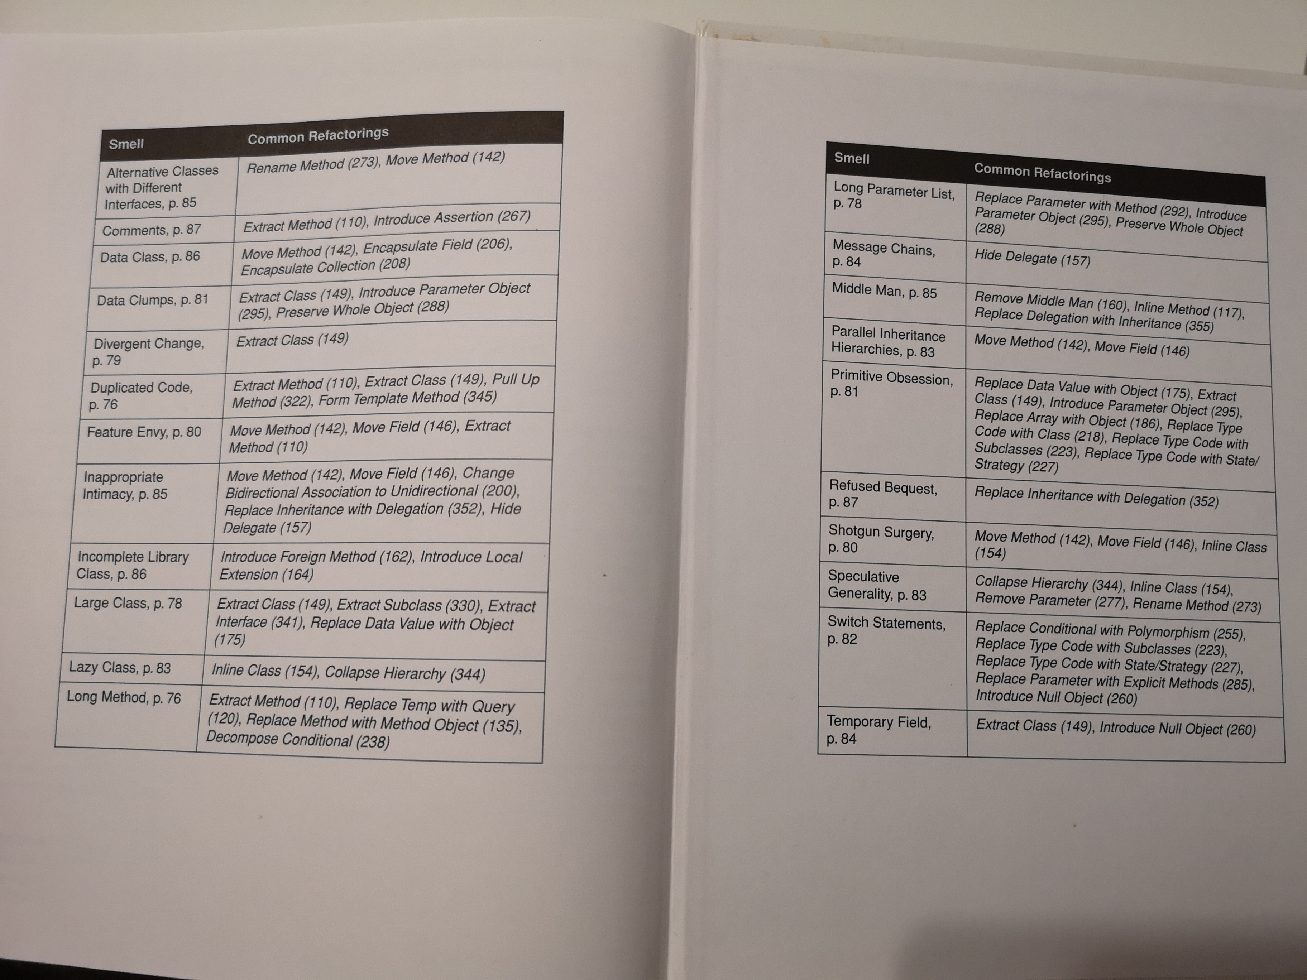 Smell Common Refactorings
Alternative Classes Rename Method (273), Move Method (142)
with Different
Interfaces, p. 85
Comments, p. 87 Extract Method (110), Introduce Assertion (267)
Data Class, p. 86 Move Method (142), Encapsulate Field (206),
Encapsulate Collection (208)
Data Clumps, p. 81 Extract Class (149), Introduce Parameter Object
(295), Preserve Whole Object (288)
Divergent Change, Extract Class (149)
p. 79
Duplicated Code, Extract Method (110), Extract Class (149), Pull Up
p. 76 Method (322), Form Template Method (345)
Feature Envy, p. 80 Move Method (142), Move Field (146), Extract
Method (110)
Inappropriate Move Method (142), Move Field (146), Change
Intimacy, p. 85 Bidirectional Association to Unidirectional (200),
Replace Inheritance with Delegation (352), Hide
Delegate (157)
Incomplete Library Introduce Foreign Method (162), Introduce Local
Class, p. 86 Extension (164)
Large Class, p. 78 Extract Class (149), Extract Subclass (330), Extract
Interface (341), Replace Data Value with Object
(175)
Lazy Class, p. 83 Inline Class (154), Collapse Hierarchy (344)
Long Method, p. 76 Extract Method (110), Replace Temp with Query
(120), Replace Method with Method Object (135),
Decompose Conditional (238)
Smell Common Refactorings
Long Parameter List, Replace Parameter with Method (292), Introduce
p. 78 Parameter Object (295), Preserve Whole Object
(288)
Message Chains, Hide Delegate (157)
p. 84
Middle Man, p. 85 Remove Middle Man (160), Inline Method (117),
Replace Delegation with Inheritance (355)
Parallel Inheritance Move Method (142), Move Field (146)
Hierarchies, p. 83
Primitive Obsession, Replace Data Value with Object (175), Extract
p. 81 Class (149), Introduce Parameter Object (295),
Replace Array with Object (186), Replace Type
Code with Class (218), Replace Type Code with
Subclasses (223), Replace Type Code with State/
Strategy (227)
Refused Bequest, Replace Inheritance with Delegation (352)
p. 87
Shotgun Surgery, Move Method (142), Move Field (146), Inline Class
p. 80 (154)
Speculative Collapse Hierarchy (344), Inline Class (154),
Generality, p. 83 Remove Parameter (277), Rename Method (273)
Switch Statements, Replace Conditional with Polymorphism (255),
p. 82 Replace Type Code with Subclasses (223),
Replace Type Code with State/Strategy (227),
Replace Parameter with Explicit Methods (285),
Introduce Null Object (260)
Temporary Field, Extract Class (149), Introduce Null Object (260)
p. 84